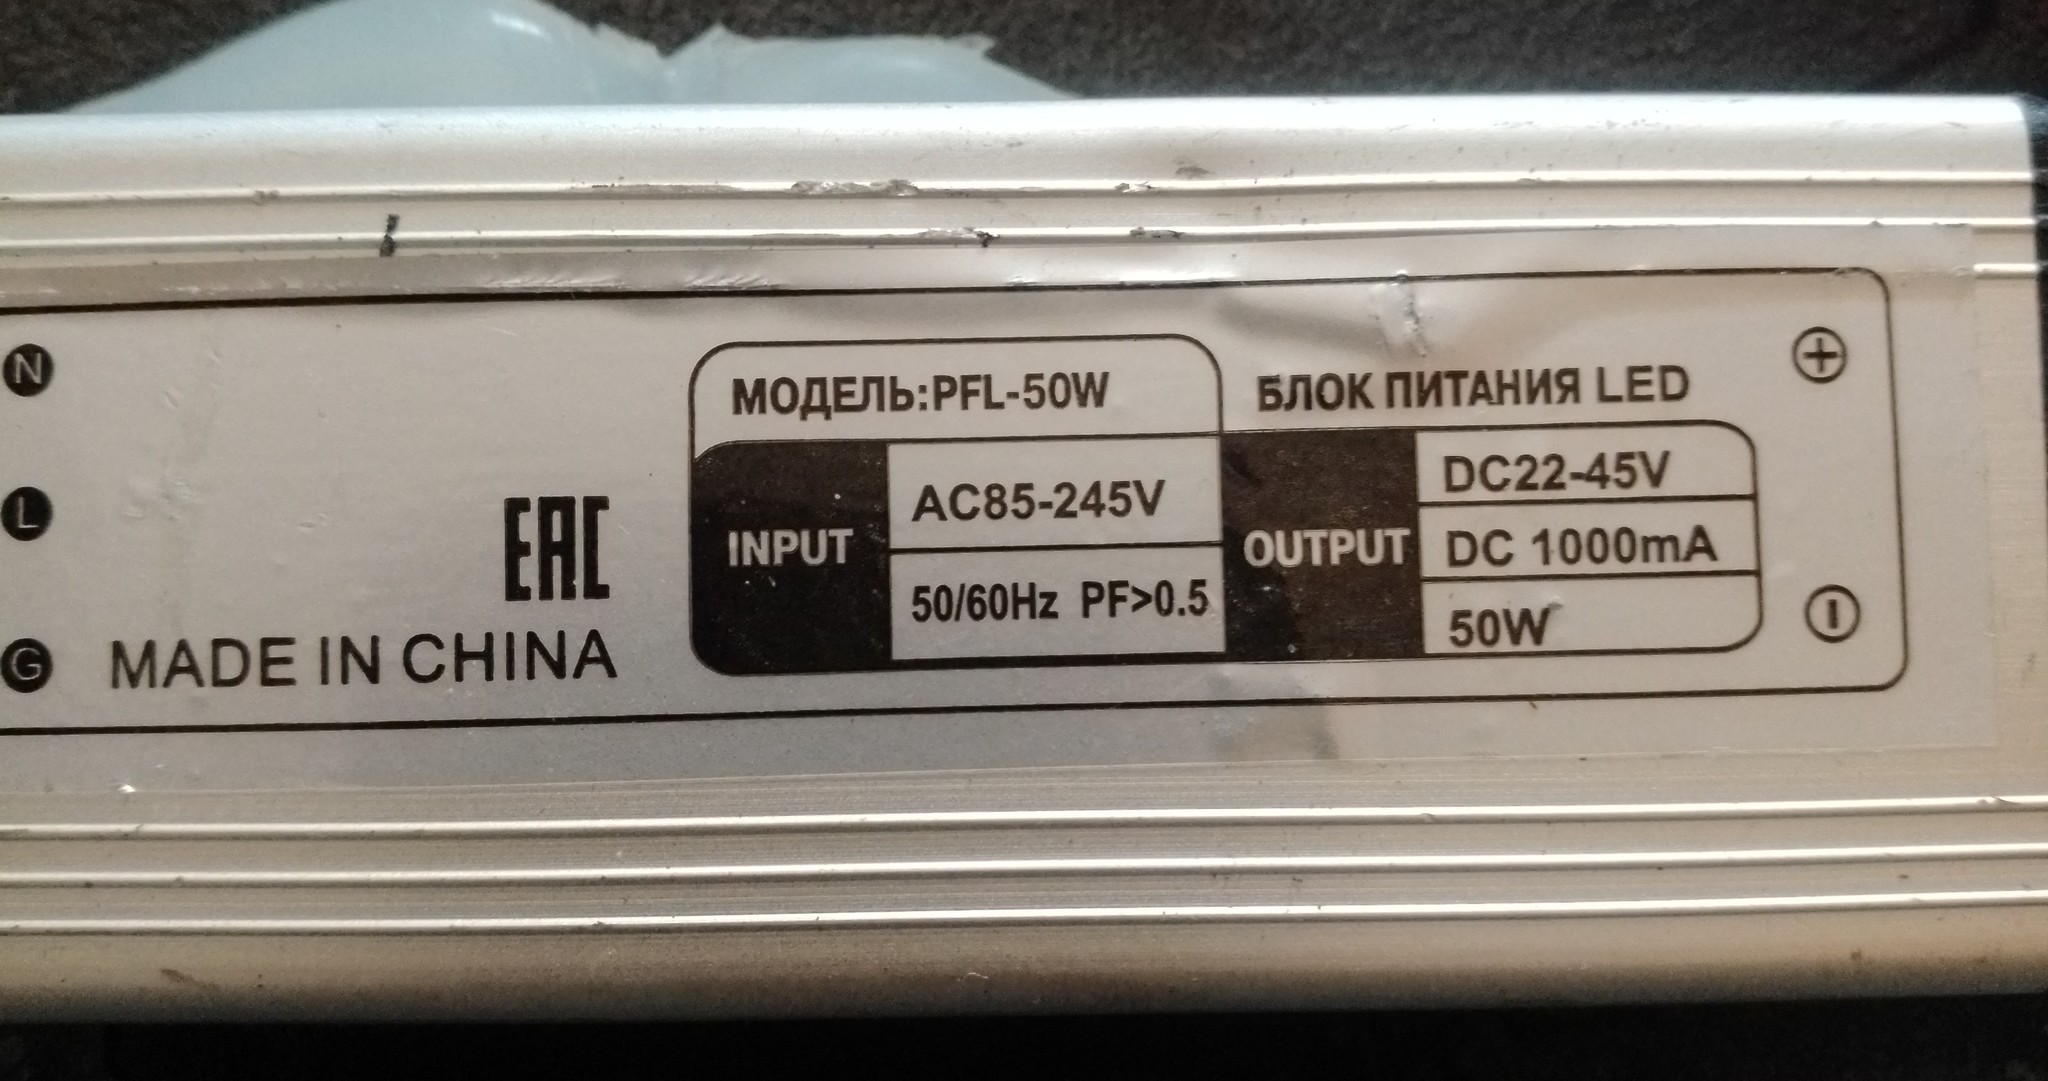 N
L
G
EAC
MADE IN CHINA
МОДЕЛЬ:PFL-50W
INPUT
AC85-245V
50/60Hz PF>0.5
БЛОК ПИТАНИЯ LED
OUTPUT
DC22-45V
DC 1000mA
50W
+
-